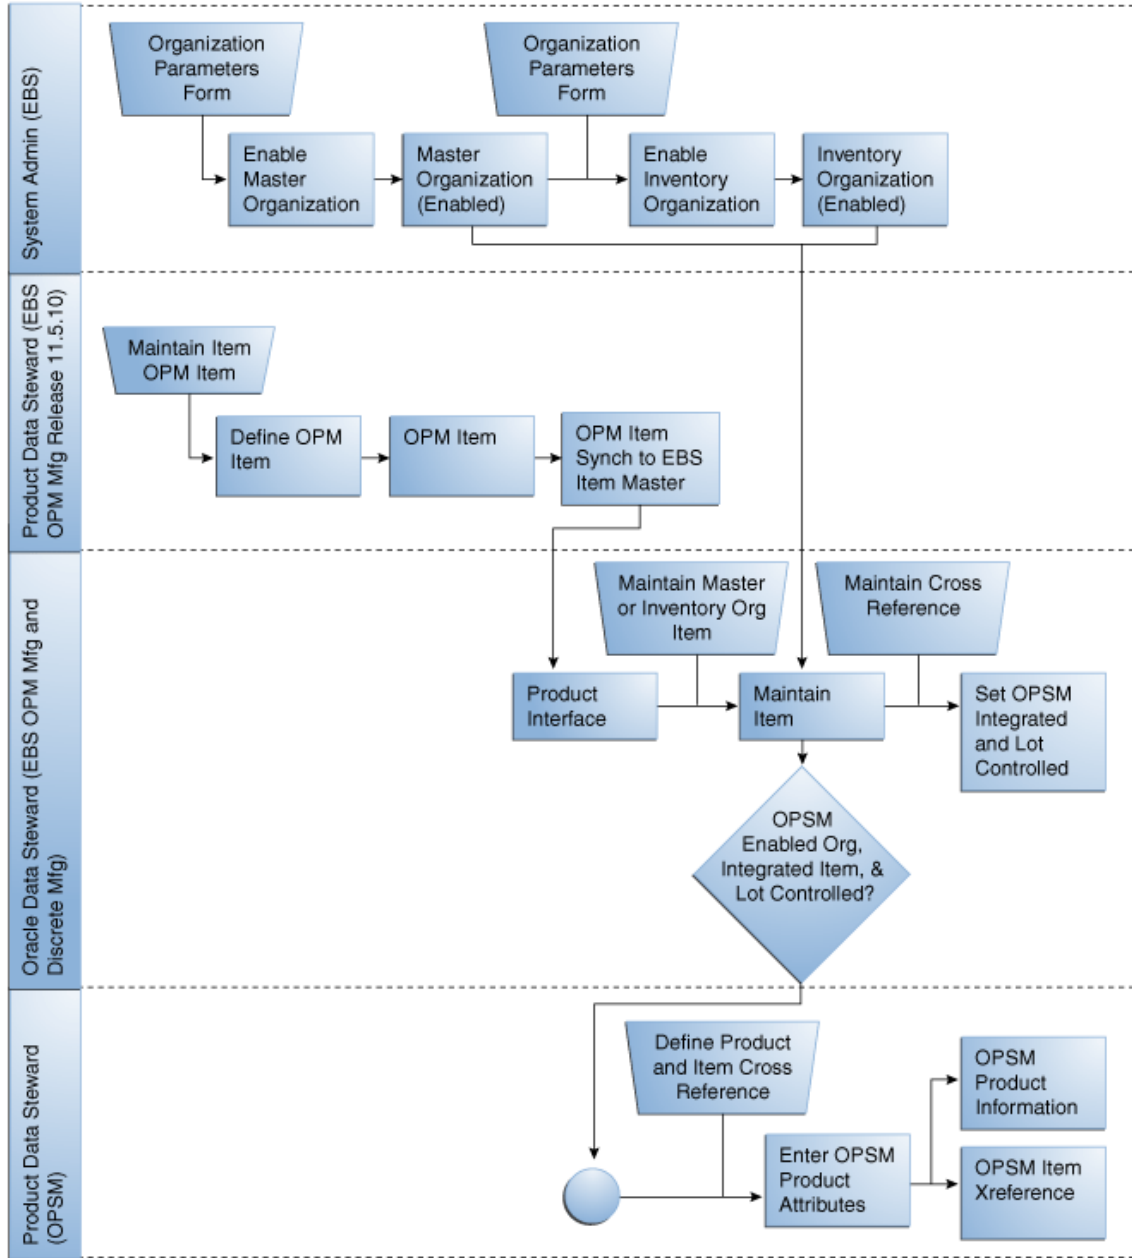 System Admin (EBS)
Organization
Parameters
Form
Organization
Parameters
Form
Enable
Master
Organization
Master
Organization
(Enabled)
Enable
Inventory
Organization
Inventory
Organization
(Enabled)
Product Data Steward (EBS
OPM Mfg Release 11.5.10)
Maintain Item
OPM Item
Define OPM
Item
OPM Item
OPM Item
Synch to EBS
Item Master
Oracle Data Steward (EBS OPM Mfg and
Discrete Mfg)
Maintain Master
or Inventory Org
Item
Maintain Cross
Reference
Product
Interface
Maintain
Item
Set OPSM
Integrated
and Lot
Controlled
OPSM
Enabled Org,
Integrated Item, &
Lot Controlled?
Product Data Steward
(OPSM)
Define Product
and Item Cross
Reference
Enter OPSM
Product
Attributes
OPSM
Product
Information
OPSM Item
Xreference